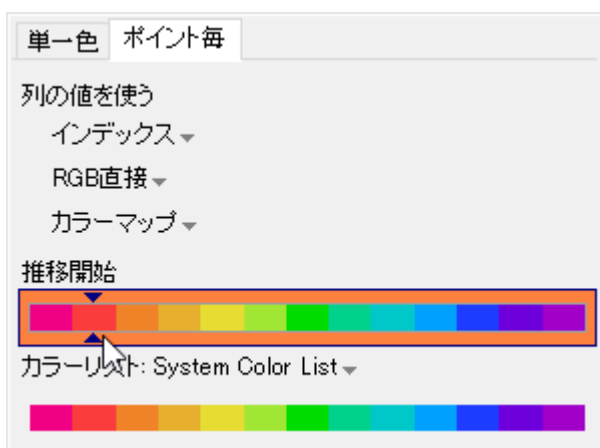 単一色 ポイント毎
列の値を使う
インデックス
RGB直接
カラーマップ
推移開始
カラーリスト: System Color List